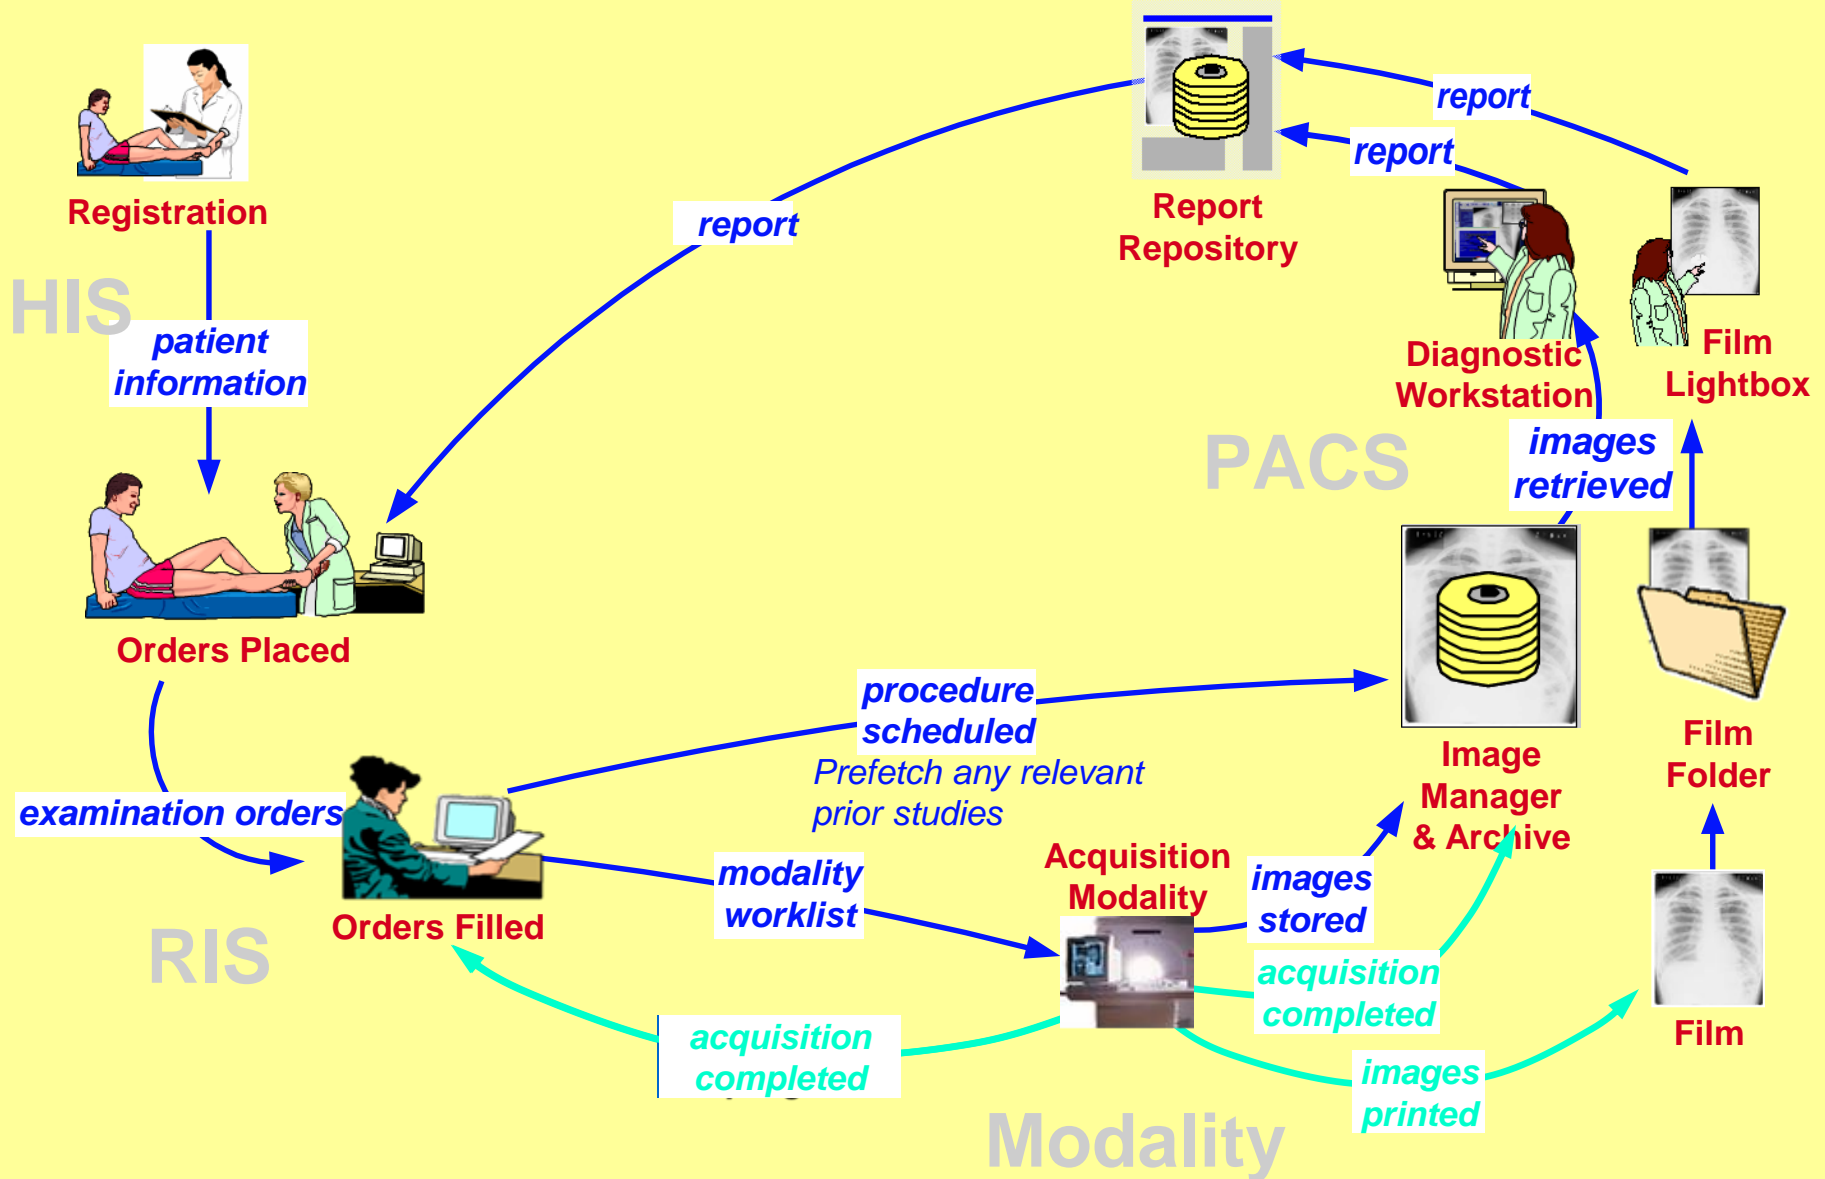 Registration
HIS
patient
information
Orders Placed
examination orders
Orders Filled
RIS
report
Report
Repository
report
report
Diagnostic
Workstation
Film
Lightbox
PACS
images
retrieved
procedure
scheduled
Prefetch any relevant
prior studies
Image
Manager
& Archive
Film
Folder
modality
worklist
Acquisition
Modality
images
stored
acquisition
completed
acquisition
completed
images
printed
Film
Modality